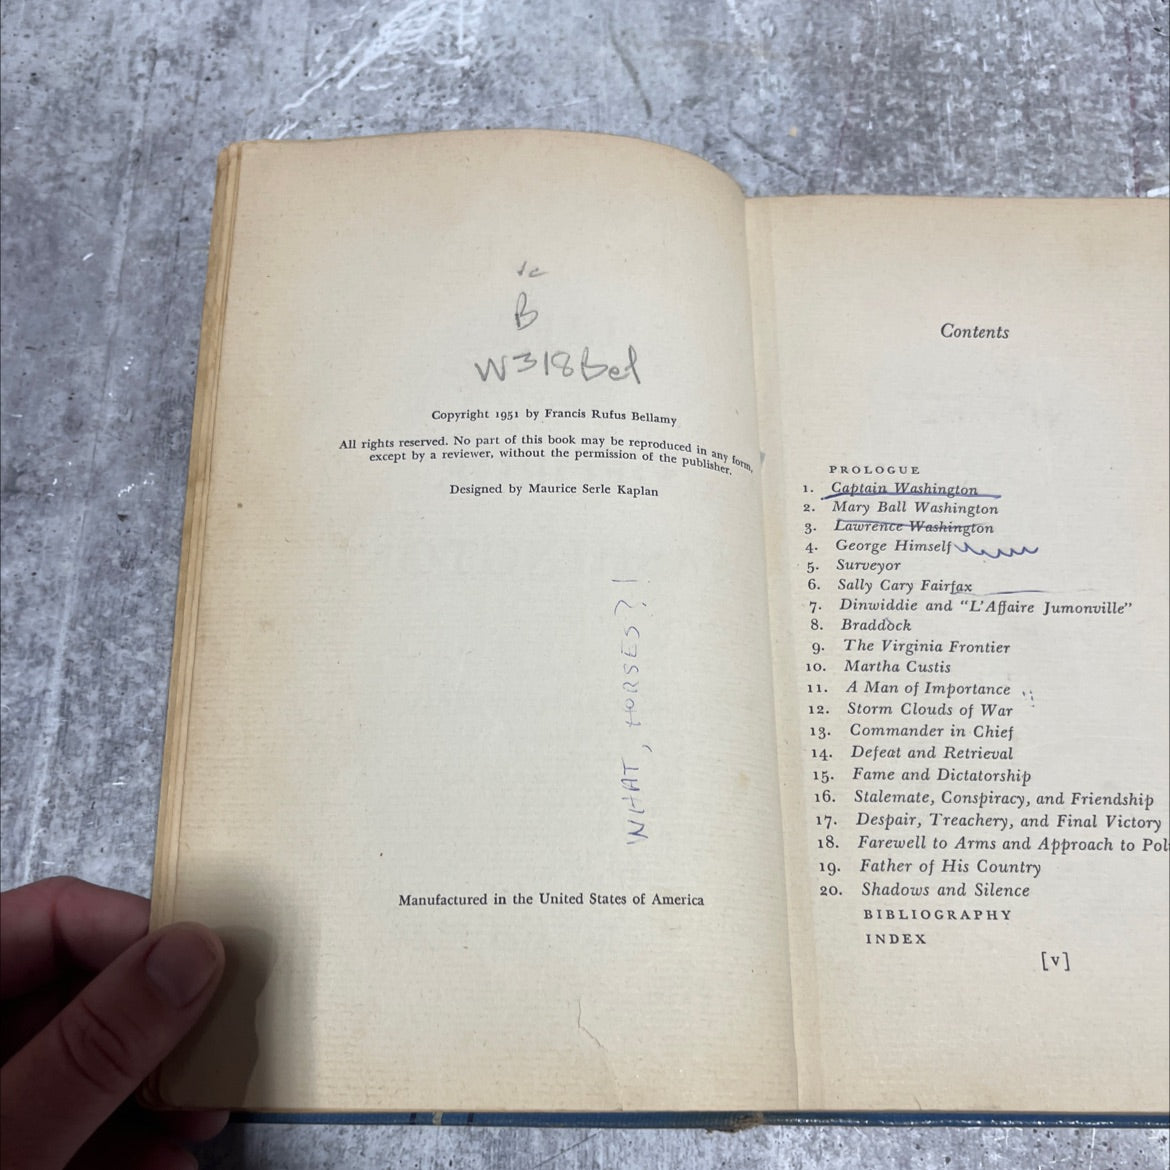 B
W318Bel
Copyright 1951 by Francis Rufus Bellamy
All rights reserved. No part of this book may be reproduced in any form,
except by a reviewer, without the permission of the publisher.
Designed by Maurice Serle Kaplan
WHAT, HORSES?!
Manufactured in the United States of America
Contents
PROLOGUE
1. Captain Washington
2. Mary Ball Washington
3. Lawrence Washington
4. George Himself
5. Surveyor
6. Sally Cary Fairfax
7. Dinwiddie and "L'Affaire Jumonville"
8. Braddock
9. The Virginia Frontier
10. Martha Custis
11. A Man of Importance
12. Storm Clouds of War
13. Commander in Chief
14. Defeat and Retrieval
15. Fame and Dictatorship
16. Stalemate, Conspiracy, and Friendship
17. Despair, Treachery, and Final Victory
18. Farewell to Arms and Approach to Pol
19. Father of His Country
20. Shadows and Silence
BIBLIOGRAPHY
INDEX
[v]